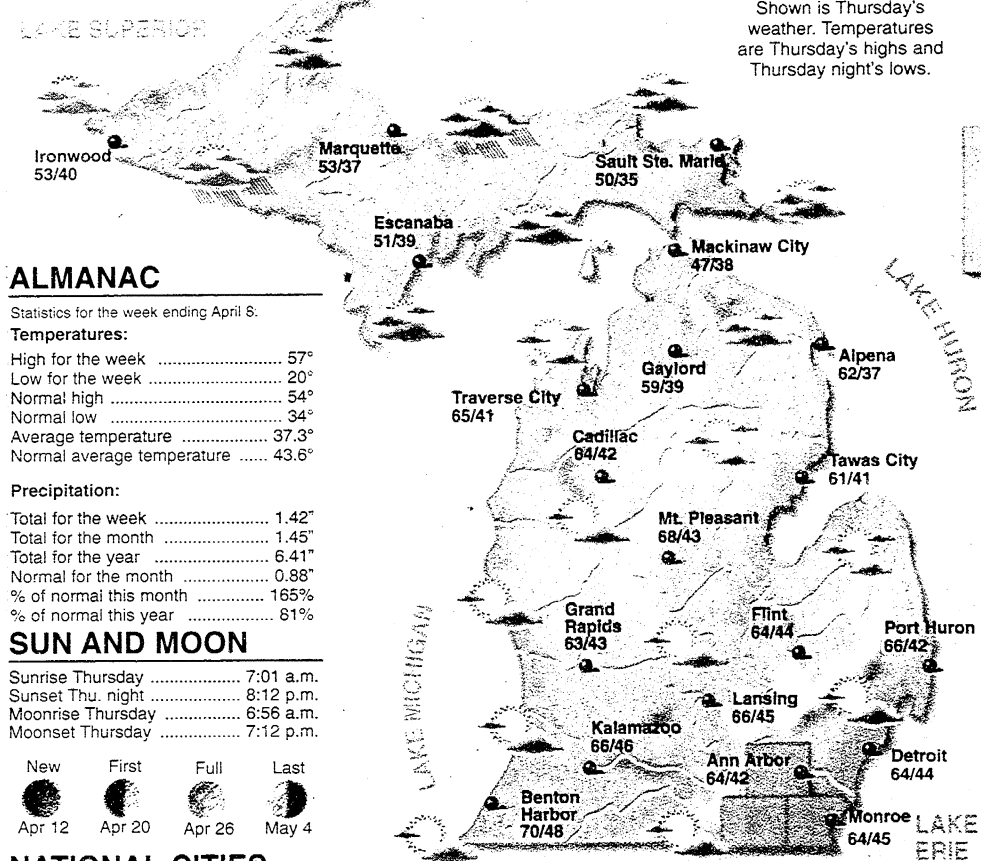 LAKE SUPERIOR
Shown is Thursday's
weather. Temperatures
are Thursday's highs and
Thursday night's lows.
Ironwood
53/40
Marquette
53/37
Sault Ste. Marie
50/35
Escanaba
51/39
Mackinaw City
47/38
LAKE HURON
Gaylord
59/39
Alpena
62/37
Traverse City
65/41
Cadillac
64/42
Tawas City
61/41
Mt. Pleasant
68/43
Grand
Rapids
63/43
Flint
64/44
Port Huron
66/42
LAKE MICHIGAN
Lansing
66/45
Kalamazoo
66/46
Ann Arbor
64/42
Detroit
64/44
Benton
Harbor
70/48
Monroe
64/45
LAKE
ERIE
ALMANAC
Statistics for the week ending April 8:
Temperatures:
High for the week ........................ 57°
Low for the week .......................... 20°
Normal high ................................. 54°
Normal low ................................... 34°
Average temperature .................. 37.3°
Normal average temperature ...... 43.6°
Precipitation:
Total for the week ...................... 1.42"
Total for the month .................... 1.45"
Total for the year ....................... 6.41"
Normal for the month ................. 0.88"
% of normal this month ............. 165%
% of normal this year ................. 81%
SUN AND MOON
Sunrise Thursday .................. 7:01 a.m.
Sunset Thu. night .................. 8:12 p.m.
Moonrise Thursday ............... 6:56 a.m.
Moonset Thursday ................ 7:12 p.m.
New First Full Last
Apr 12 Apr 20 Apr 26 May 4
NATIONAL CITIES